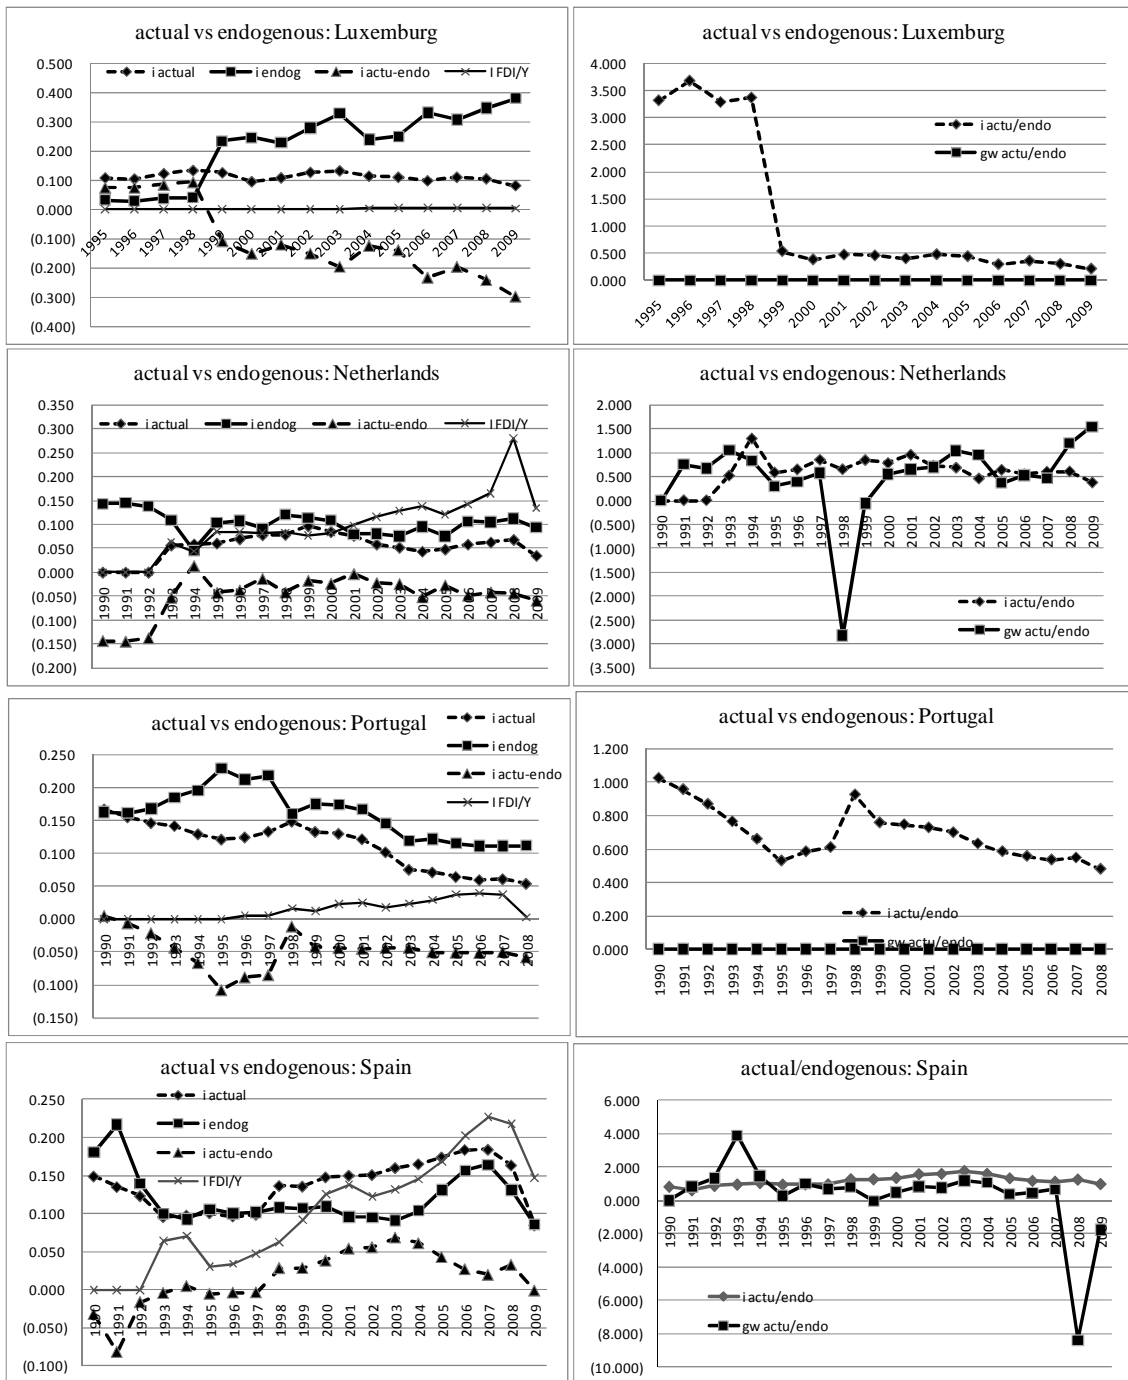 actual vs endogenous: Luxemburg
0.500
0.400
0.300
0.200
0.100
0.000
(0.100)
(0.200)
(0.300)
(0.400)
i actual i endog i actu-endo I FDI/Y
1995 1996 1997 1998 1999 2000 2001 2002 2003 2004 2005 2006 2007 2008 2009
actual vs endogenous: Luxemburg
4.000
3.500
3.000
2.500
2.000
1.500
1.000
0.500
0.000
i actu/endo
gw actu/endo
1995 1996 1997 1998 1999 2000 2001 2002 2003 2004 2005 2006 2007 2008 2009
actual vs endogenous: Netherlands
0.350
0.300
0.250
0.200
0.150
0.100
0.050
0.000
(0.050)
(0.100)
(0.150)
(0.200)
i actual i endog i actu-endo I FDI/Y
1990 1991 1992 1993 1994 1995 1996 1997 1998 1999 2000 2001 2002 2003 2004 2005 2006 2007 2008 2009
actual vs endogenous: Netherlands
2.000
1.500
1.000
0.500
0.000
(0.500)
(1.000)
(1.500)
(2.000)
(2.500)
(3.000)
(3.500)
1990 1991 1992 1993 1994 1995 1996 1997 1998 1999 2000 2001 2002 2003 2004 2005 2006 2007 2008 2009
i actu/endo
gw actu/endo
actual vs endogenous: Portugal
0.250
0.200
0.150
0.100
0.050
0.000
(0.050)
(0.100)
(0.150)
i actual
i endog
i actu-endo
I FDI/Y
1990 1991 1992 1993 1994 1995 1996 1997 1998 1999 2000 2001 2002 2003 2004 2005 2006 2007 2008
actual vs endogenous: Portugal
1.200
1.000
0.800
0.600
0.400
0.200
0.000
i actu/endo
gw actu/endo
1990 1991 1992 1993 1994 1995 1996 1997 1998 1999 2000 2001 2002 2003 2004 2005 2006 2007 2008
actual vs endogenous: Spain
0.250
0.200
0.150
0.100
0.050
0.000
(0.050)
(0.100)
i actual
i endog
i actu-endo
I FDI/Y
1990 1991 1992 1993 1994 1995 1996 1997 1998 1999 2000 2001 2002 2003 2004 2005 2006 2007 2008 2009
actual/endogenous: Spain
6.000
4.000
2.000
0.000
(2.000)
(4.000)
(6.000)
(8.000)
(10.000)
1990 1991 1992 1993 1994 1995 1996 1997 1998 1999 2000 2001 2002 2003 2004 2005 2006 2007 2008 2009
i actu/endo
gw actu/endo